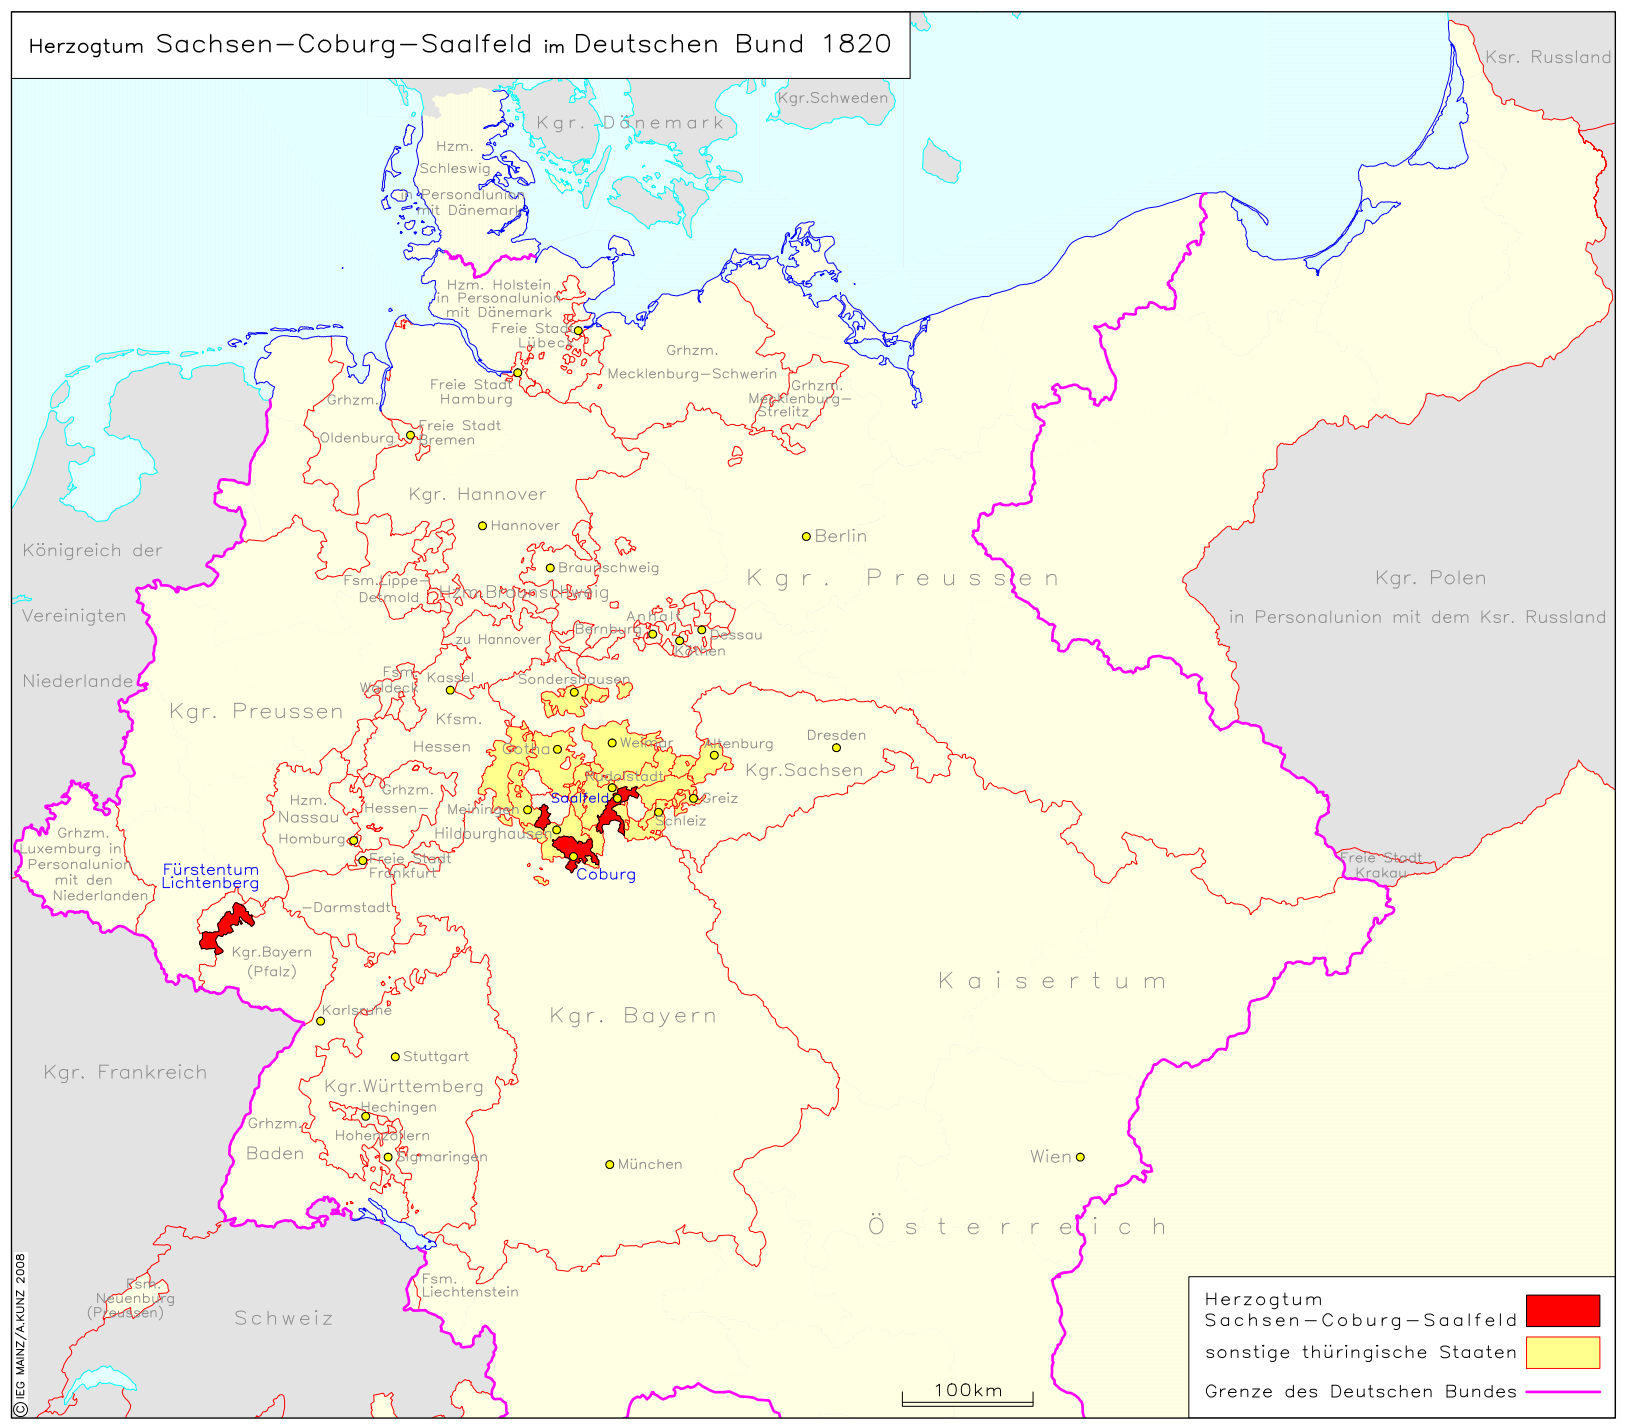 Herzogtum Sachsen-Coburg-Saalfeld im Deutschen Bund 1820
Ksr. Russland
Kgr.Schweden
Kgr. Dänemark
Hzm.
Schleswig
in Personalunion
mit Dänemark
Hzm. Holstein
in Personalunion
mit Dänemark
Freie Stadt
Lübeck
Grhzm.
Mecklenburg-Schwerin
Grhzm.
Mecklenburg-
Strelitz
Freie Stadt
Hamburg
Grhzm.
Oldenburg
Freie Stadt
Bremen
Kgr. Hannover
Hannover
Berlin
Königreich der
Vereinigten
Niederlande
Braunschweig
Kgr. Preussen
Kgr. Polen
in Personalunion mit dem Ksr. Russland
Fsm.Lippe-
Detmold
Hzm.Braunschweig
Anhalt
Bernburg
Dessau
Köthen
zu Hannover
Fsm.
Waldeck
Kassel
Sondershausen
Kgr. Preussen
Kfsm.
Hessen
Gotha
Weimar
Altenburg
Dresden
Kgr.Sachsen
Rudolstadt
Saalfeld
Greiz
Schleiz
Meiningen
Hildburghausen
Coburg
Grhzm.
Hessen-
Hzm.
Nassau
Homburg
Freie Stadt
Frankfurt
-Darmstadt
Grhzm.
Luxemburg in
Personalunion
mit den
Niederlanden
Fürstentum
Lichtenberg
Kgr.Bayern
(Pfalz)
Freie Stadt
Krakau
Kaisertum
Kgr. Bayern
Karlsruhe
Stuttgart
Kgr. Frankreich
Kgr.Württemberg
Hechingen
Grhzm.
Baden
Hohenzollern
Sigmaringen
München
Wien
Österreich
Fsm.
Liechtenstein
Fsm.
Neuenburg
(Preussen)
Schweiz
Herzogtum
Sachsen-Coburg-Saalfeld
sonstige thüringische Staaten
Grenze des Deutschen Bundes
100km
©IEG MAINZ/A.KUNZ 2008